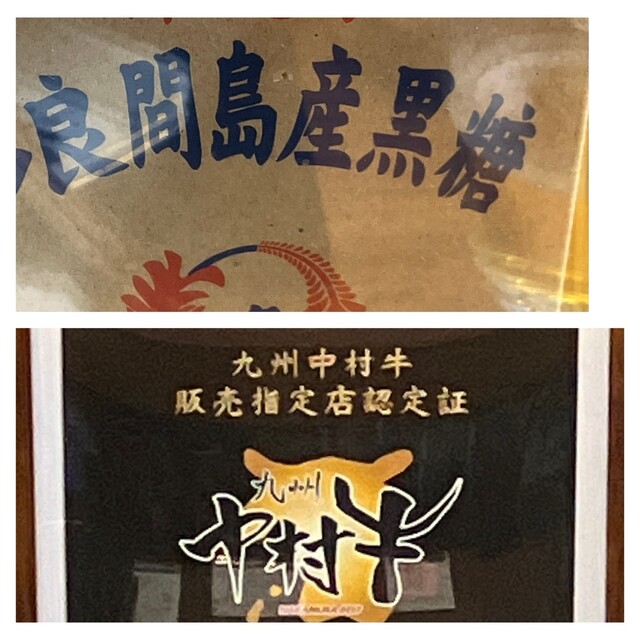 良間島産黒糖
九州中村牛
販売指定店認定証
九州
中村牛